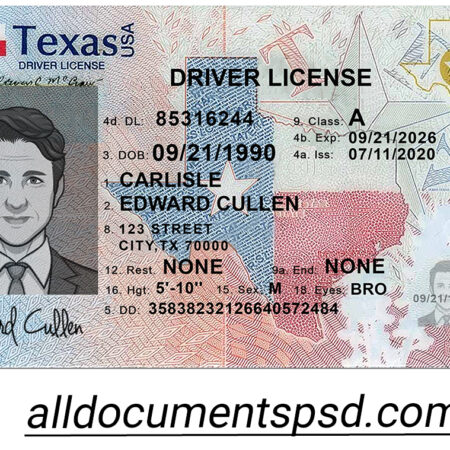 Texas USA
DRIVER LICENSE
DRIVER LICENSE
4d. DL: 85316244 9. Class: A
4b. Exp: 09/21/2026
3. DOB: 09/21/1990 4a. Iss: 07/11/2020
1. CARLISLE
2. EDWARD CULLEN
8. 123 STREET
CITY,TX 70000
12. Rest. NONE 9a. End: NONE
16. Hgt: 5'-10" 15. Sex: M 18. Eyes: BRO
5. DD: 35838232126640572484
Cullen
09/21/
alldocumentspsd.com